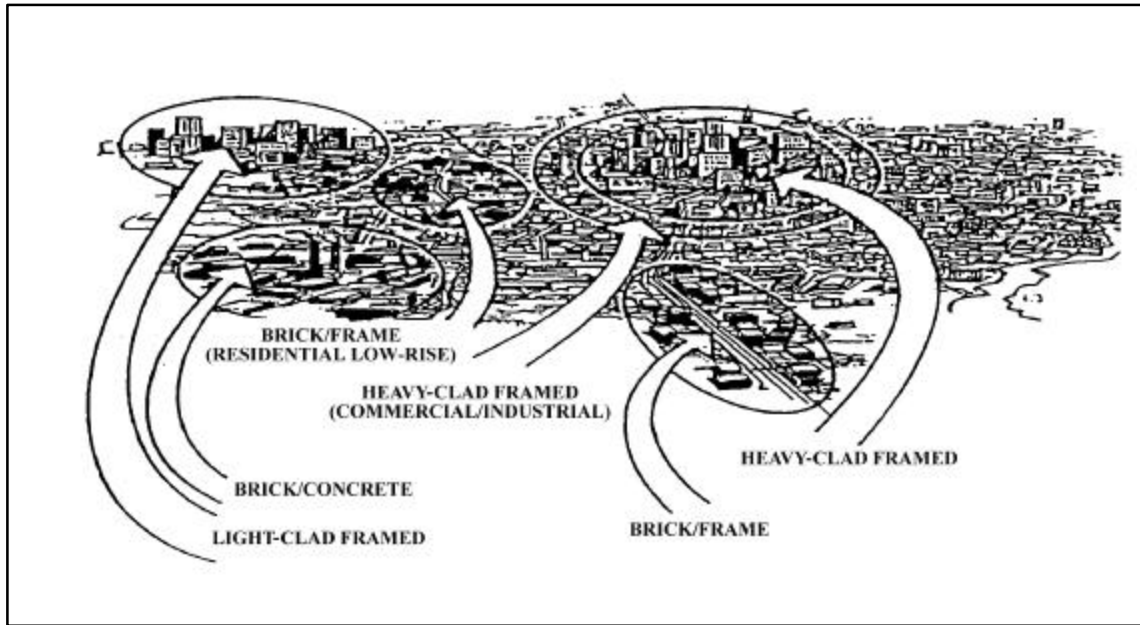 BRICK/FRAME
(RESIDENTIAL LOW-RISE)
HEAVY-CLAD FRAMED
(COMMERCIAL/INDUSTRIAL)
HEAVY-CLAD FRAMED
BRICK/CONCRETE
BRICK/FRAME
LIGHT-CLAD FRAMED